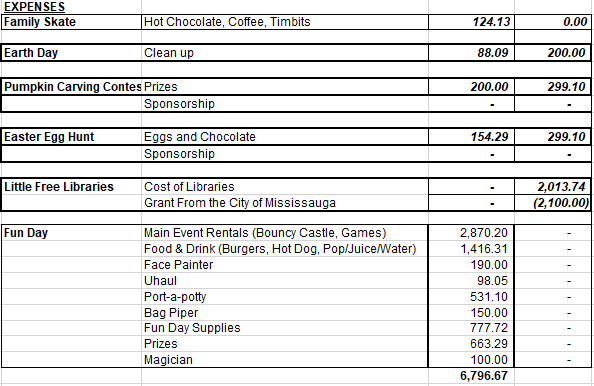 EXPENSES
Family Skate Hot Chocolate, Coffee, Timbits 124.13 0.00
Earth Day Clean up 88.09 200.00
Pumpkin Carving Contes Prizes 200.00 299.10
Sponsorship - -
Easter Egg Hunt Eggs and Chocolate 154.29 299.10
Sponsorship - -
Little Free Libraries Cost of Libraries - 2,013.74
Grant From the City of Mississauga - (2,100.00)
Fun Day Main Event Rentals (Bouncy Castle, Games) 2,870.20 -
Food & Drink (Burgers, Hot Dog, Pop/Juice/Water) 1,416.31 -
Face Painter 190.00 -
Uhaul 98.05 -
Port-a-potty 531.10 -
Bag Piper 150.00 -
Fun Day Supplies 777.72 -
Prizes 663.29 -
Magician 100.00 -
6,796.67